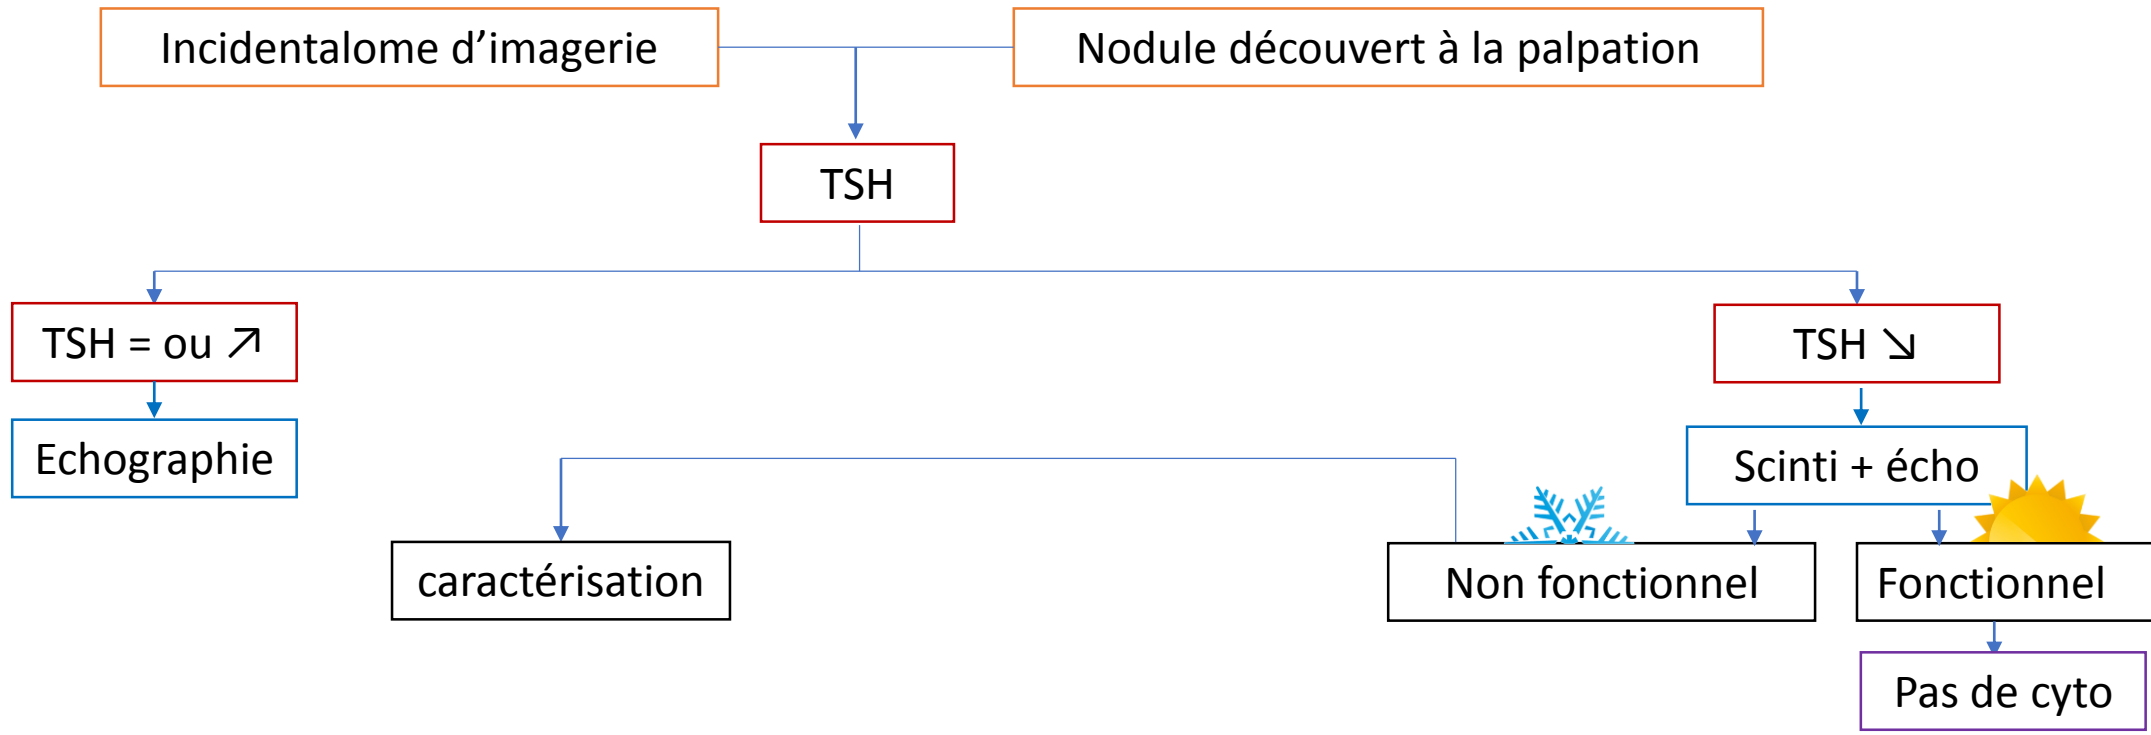 Incidentalome d’imagerie
Nodule découvert à la palpation
TSH
TSH = ou ↗
TSH ↘
Echographie
Scinti + écho
caractérisation
Non fonctionnel
Fonctionnel
Pas de cyto